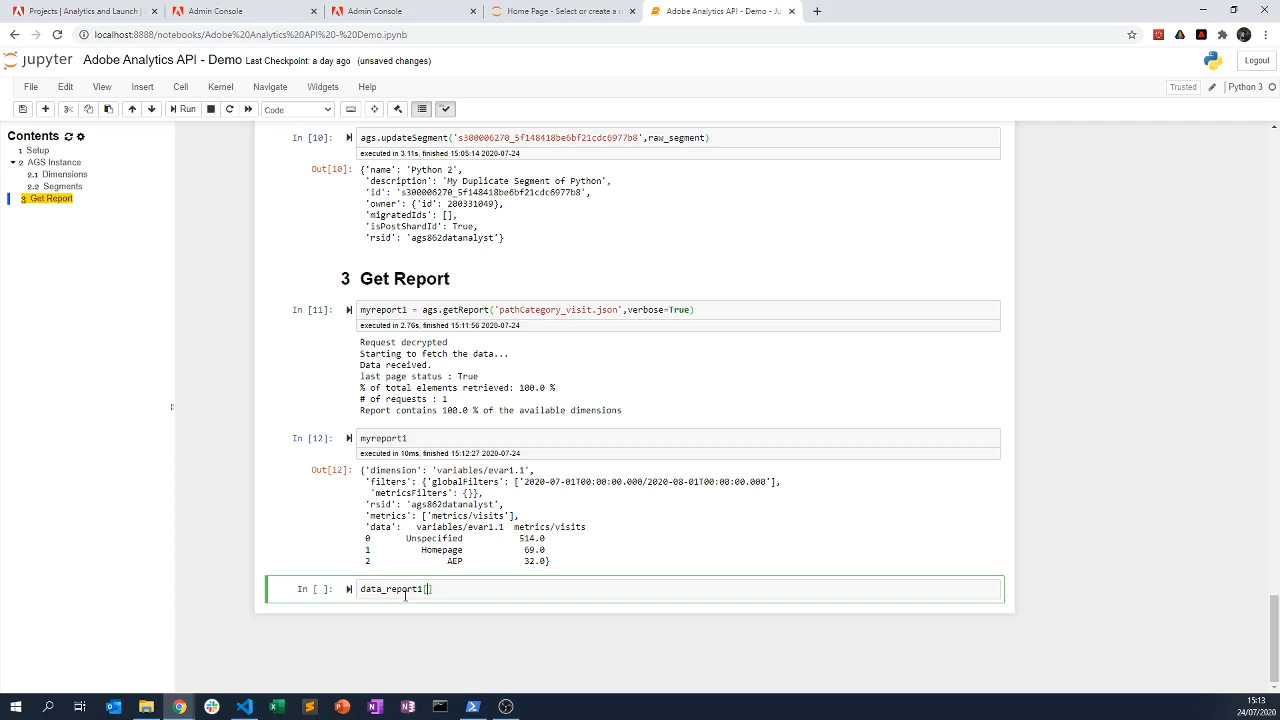 Projects | Analytics and Launch |
Admin Console
Admin Console
Home Page - Select or create a n
Adobe Analytics API - Demo - Ju
localhost:8888/notebooks/Adobe%20Analytics%20API%20-%20Demo.ipynb
jupyter Adobe Analytics API - Demo Last Checkpoint: a day ago (unsaved changes)
Logout
File Edit View Insert Cell Kernel Navigate Widgets Help
Trusted
Python 3
Run
Code
Contents
1 Setup
2 AGS Instance
2.1 Dimensions
2.2 Segments
3 Get Report
In [10]: ags.updateSegment('s300006270_5f148418be6bf21cdc6977b8',raw_segment)
executed in 3.11s, finished 15:05:14 2020-07-24
Out[10]: {'name': 'Python 2',
'description': 'My Duplicate Segment of Python',
'id': 's300006270_5f148418be6bf21cdc6977b8',
'owner': {'id': 200331049},
'migratedIds': [],
'isPostShardId': True,
'rsid': 'ags862datanalyst'}
3 Get Report
In [11]: myreport1 = ags.getReport('pathCategory_visit.json',verbose=True)
executed in 2.76s, finished 15:11:56 2020-07-24
Request decrypted
Starting to fetch the data...
Data received.
last page status : True
% of total elements retrieved: 100.0 %
# of requests : 1
Report contains 100.0 % of the available dimensions
In [12]: myreport1
executed in 10ms, finished 15:12:27 2020-07-24
Out[12]: {'dimension': 'variables/evar1.1',
'filters': {'globalFilters': ['2020-07-01T00:00:00.000/2020-08-01T00:00:00.000'],
'metricsFilters': {}},
'rsid': 'ags862datanalyst',
'metrics': ['metrics/visits'],
'data': variables/evar1.1 metrics/visits
0 Unspecified 514.0
1 Homepage 69.0
2 AEP 32.0}
In [ ]: data_report1[]
15:13
24/07/2020